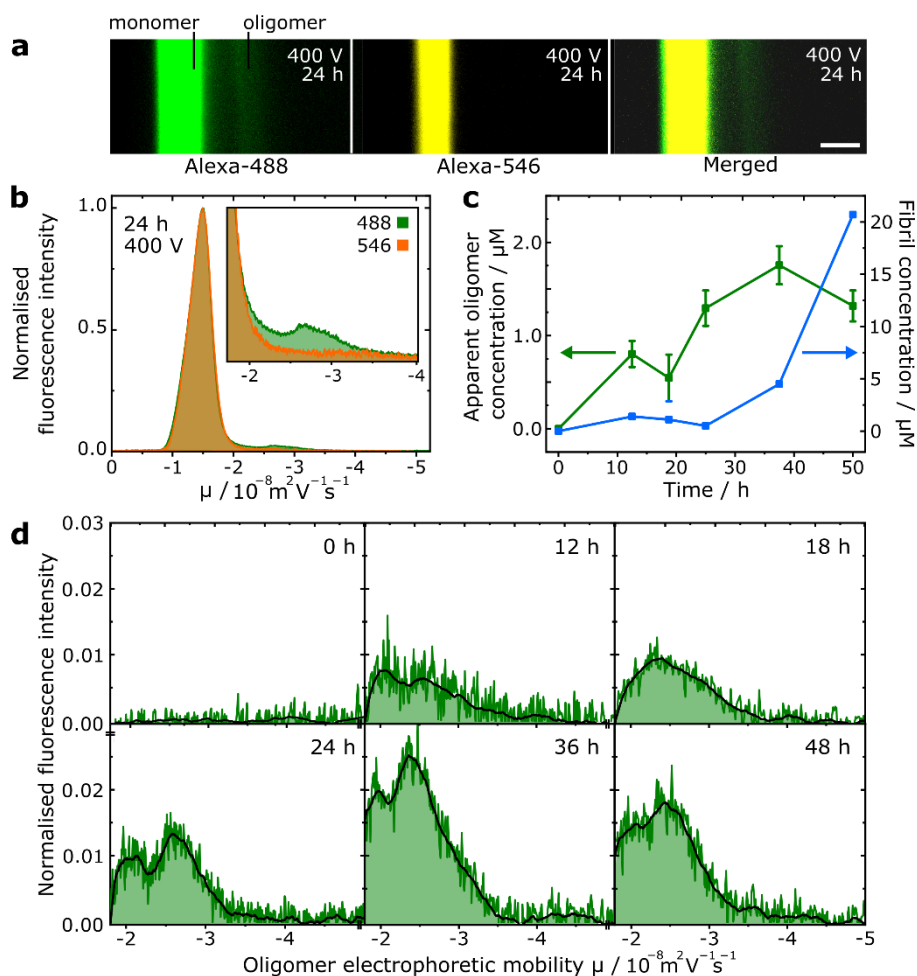 a
monomer oligomer
400 V
24 h
400 V
24 h
400 V
24 h
Alexa-488 Alexa-546 Merged
b
Normalised
fluorescence intensity
1.0
0.5
0.0
24 h
400 V
488
546
-2 -3 -4
0 -1 -2 -3 -4 -5
μ / 10⁻⁸m²V⁻¹s⁻¹
c
Apparent oligomer
concentration / μM
2.0
1.0
0.0
Fibril concentration / μM
20
15
10
5
0
0 10 20 30 40 50
Time / h
d
Normalised fluorescence intensity
0.03
0.02
0.01
0.00
0.02
0.01
0.00
0 h 12 h 18 h
24 h 36 h 48 h
-2 -3 -4 -2 -3 -4 -2 -3 -4 -5
Oligomer electrophoretic mobility μ / 10⁻⁸m²V⁻¹s⁻¹